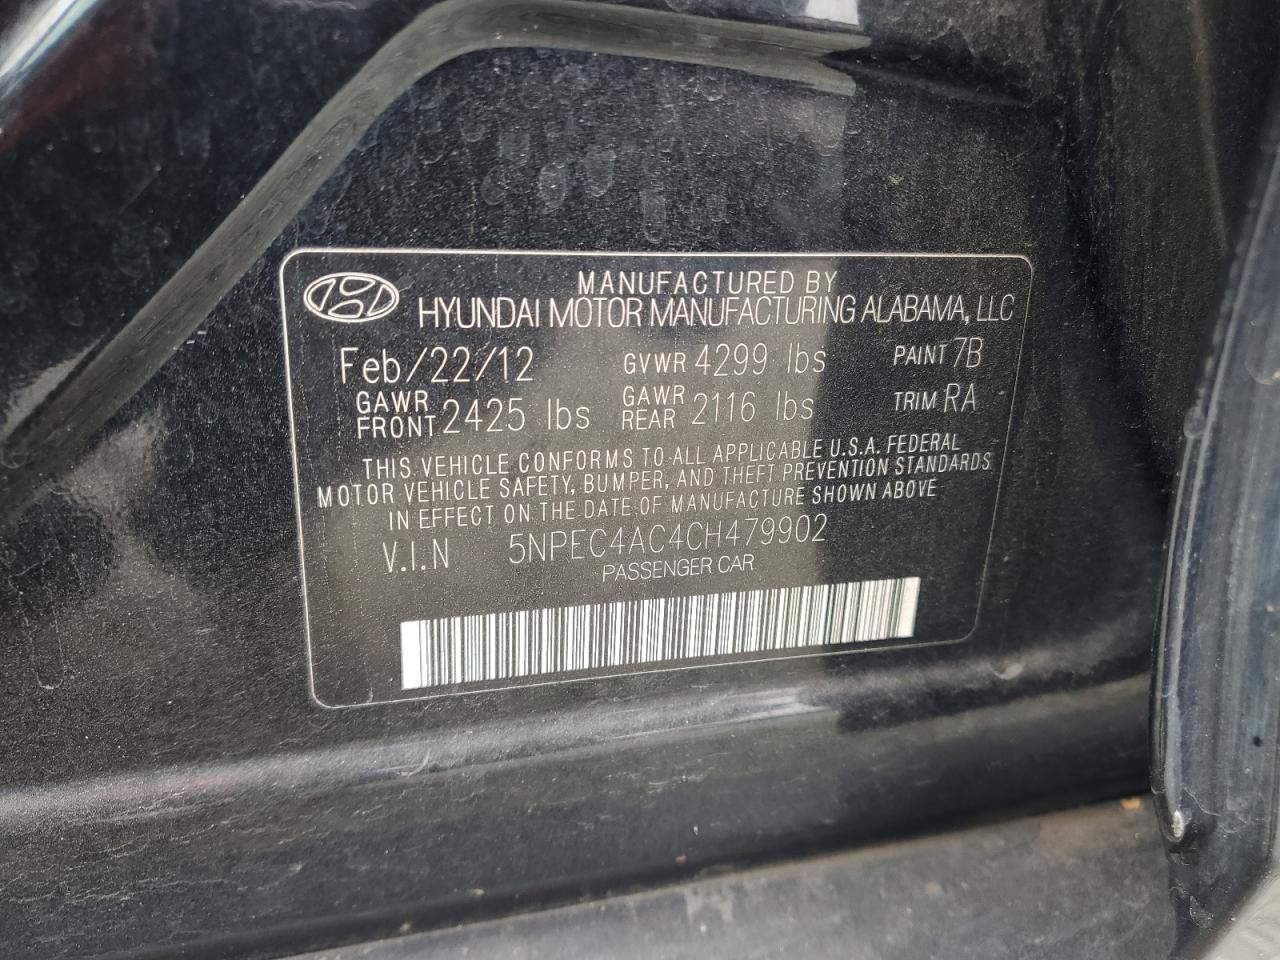 MANUFACTURED BY
HYUNDAI MOTOR MANUFACTURING ALABAMA, LLC
Feb/22/12 GVWR 4299 lbs PAINT 7B
GAWR FRONT 2425 lbs GAWR REAR 2116 lbs TRIM RA
THIS VEHICLE CONFORMS TO ALL APPLICABLE U.S.A. FEDERAL
MOTOR VEHICLE SAFETY, BUMPER, AND THEFT PREVENTION STANDARDS
IN EFFECT ON THE DATE OF MANUFACTURE SHOWN ABOVE
V.I.N 5NPEC4AC4CH479902
PASSENGER CAR